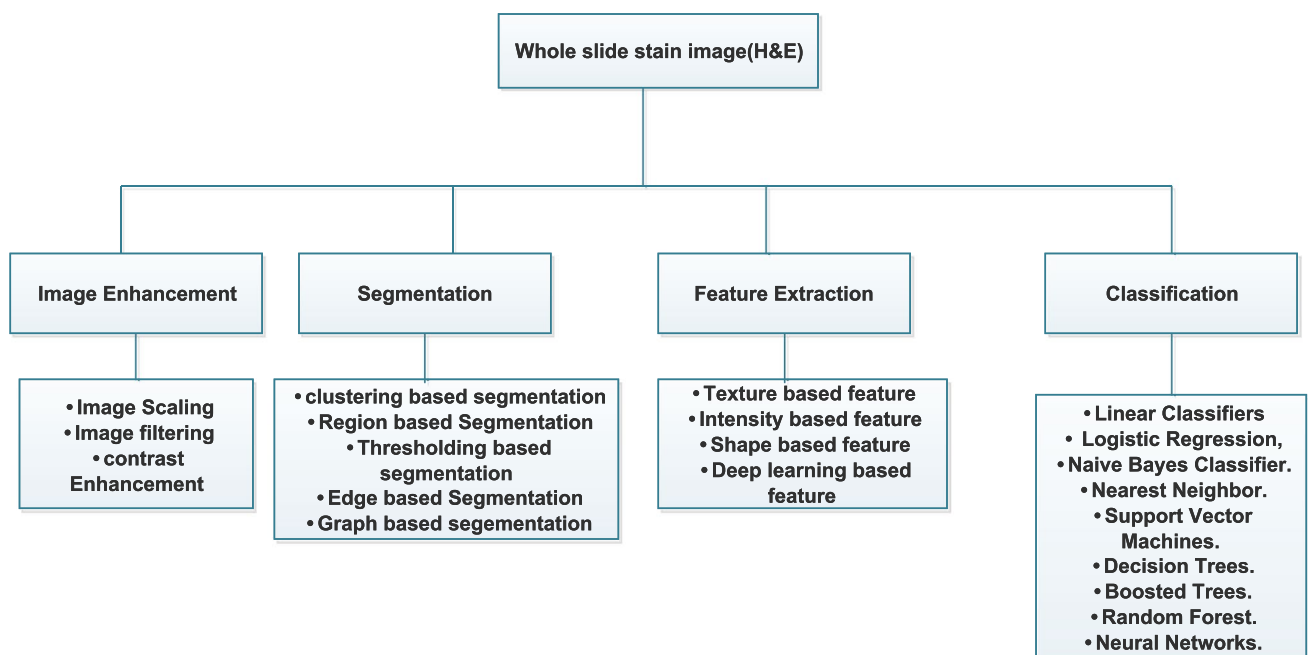 Whole slide stain image(H&E)
Image Enhancement
Segmentation
Feature Extraction
Classification
• Image Scaling
• Image filtering
• contrast
Enhancement
• clustering based segmentation
• Region based Segmentation
• Thresholding based
segmentation
• Edge based Segmentation
• Graph based segementation
• Texture based feature
• Intensity based feature
• Shape based feature
• Deep learning based
feature
• Linear Classifiers
• Logistic Regression,
• Naive Bayes Classifier.
• Nearest Neighbor.
• Support Vector
Machines.
• Decision Trees.
• Boosted Trees.
• Random Forest.
• Neural Networks.